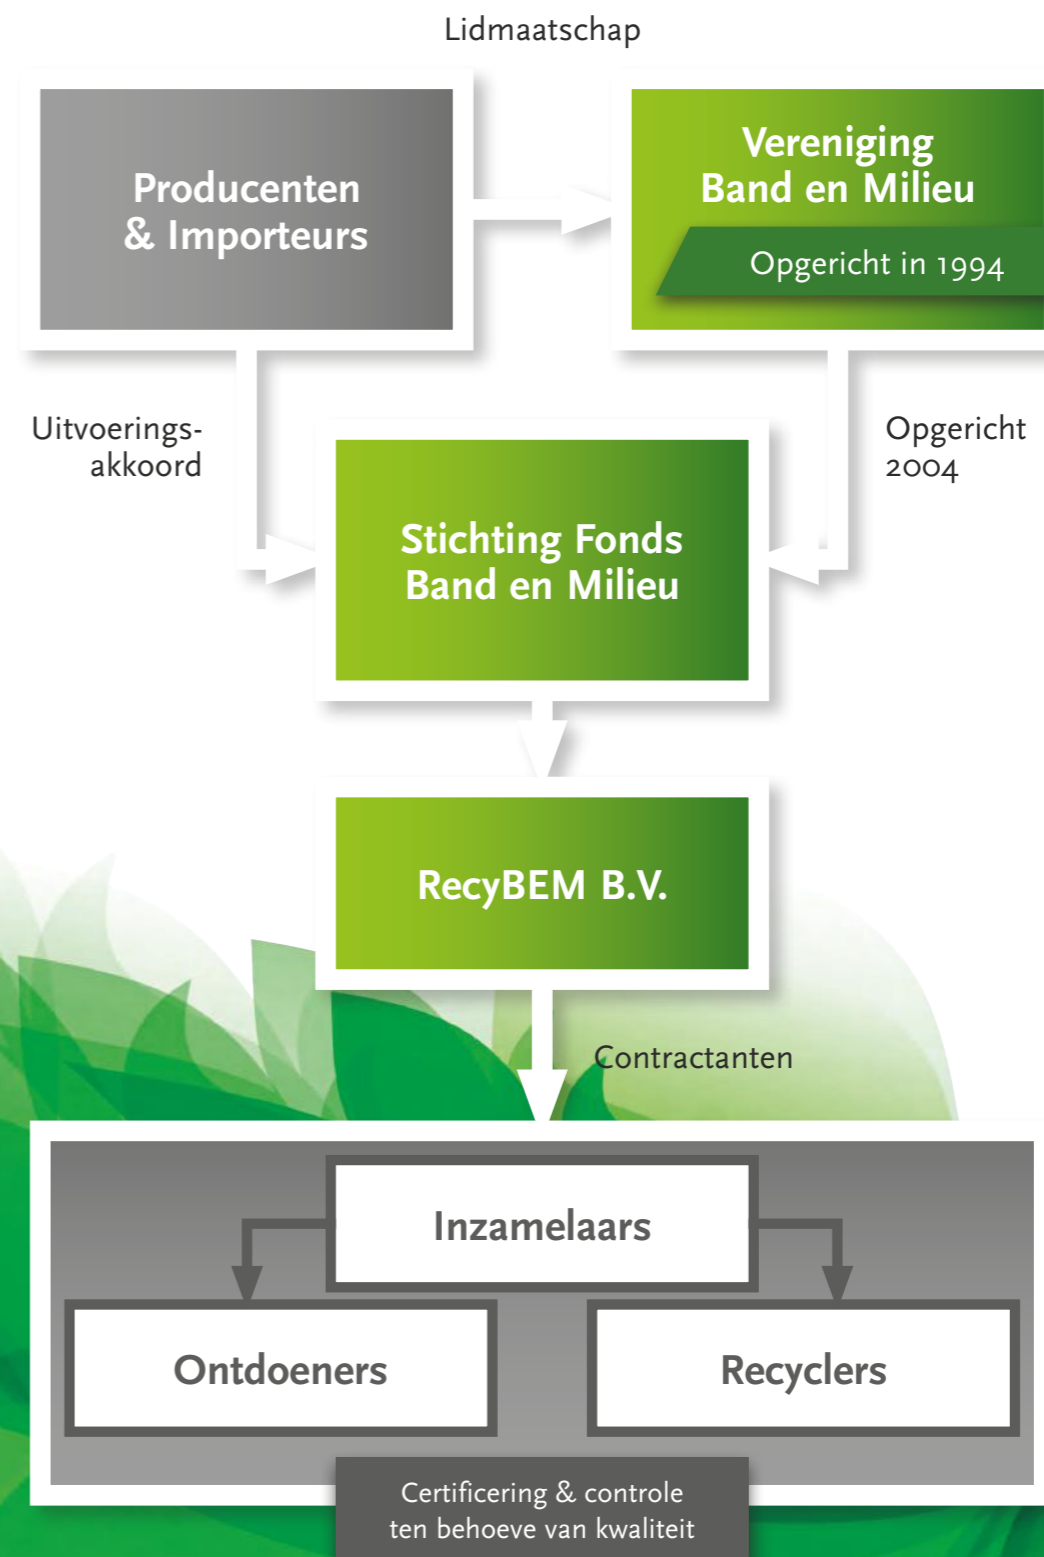 Lidmaatschap
Producenten
& Importeurs
Vereniging
Band en Milieu
Opgericht in 1994
Uitvoerings-
akkoord
Opgericht
2004
Stichting Fonds
Band en Milieu
RecyBEM B.V.
Contractanten
Inzamelaars
Ontdoeners
Recyclers
Certificering & controle
ten behoeve van kwaliteit